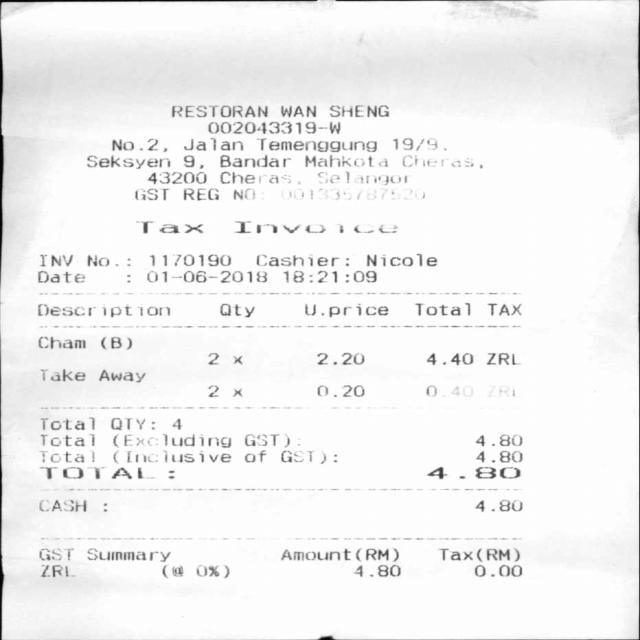 RESTORAN WAN SHENG
002043319-W
No.2, Jalan Temenggung 19/9,
Seksyen 9, Bandar Mahkota Cheras,
43200 Cheras, Selangor
GST REG NO: 001335787520
Tax Invoice
INV No.: 1170190 Cashier: Nicole
Date : 01-06-2018 18:21:09
Description Qty U.price Total TAX
Cham (B)
2 x 2.20 4.40 ZRL
Take Away
2 x 0.20 0.40 ZRL
Total QTY: 4
Total (Excluding GST): 4.80
Total (Inclusive of GST): 4.80
TOTAL: 4.80
CASH : 4.80
GST Summary Amount(RM) Tax(RM)
ZRL (@ 0%) 4.80 0.00